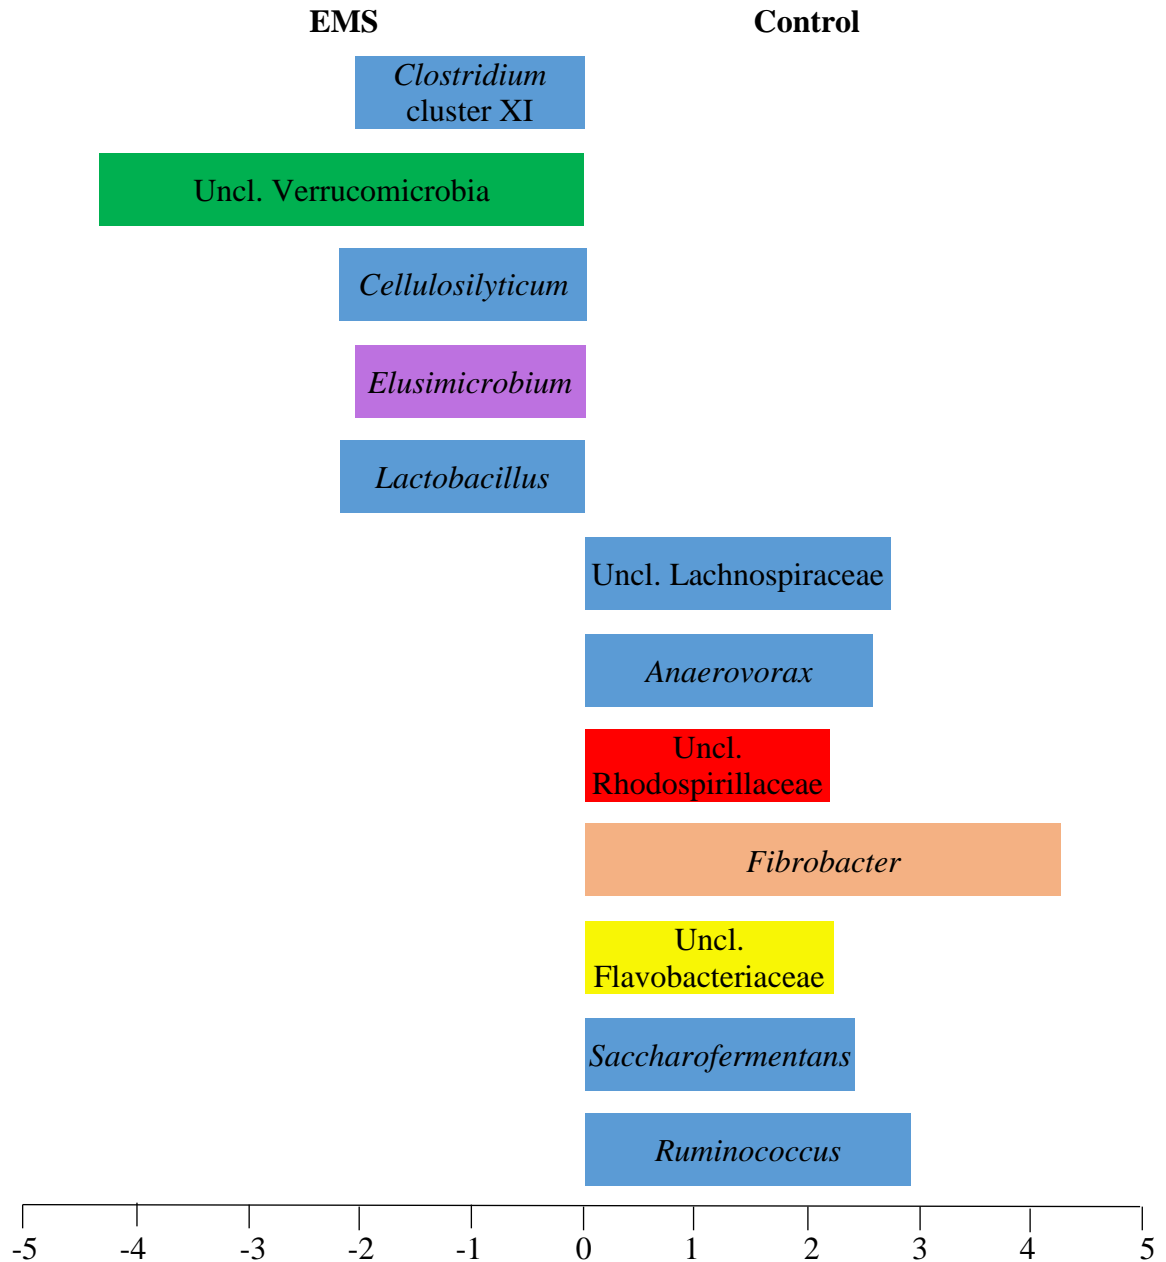 EMS Control
Clostridium
cluster XI
Uncl. Verrucomicrobia
Cellulosilyticum
Elusimicrobium
Lactobacillus
Uncl. Lachnospiraceae
Anaerovorax
Uncl.
Rhodospirillaceae
Fibrobacter
Uncl.
Flavobacteriaceae
Saccharofermentans
Ruminococcus
-5 -4 -3 -2 -1 0 1 2 3 4 5